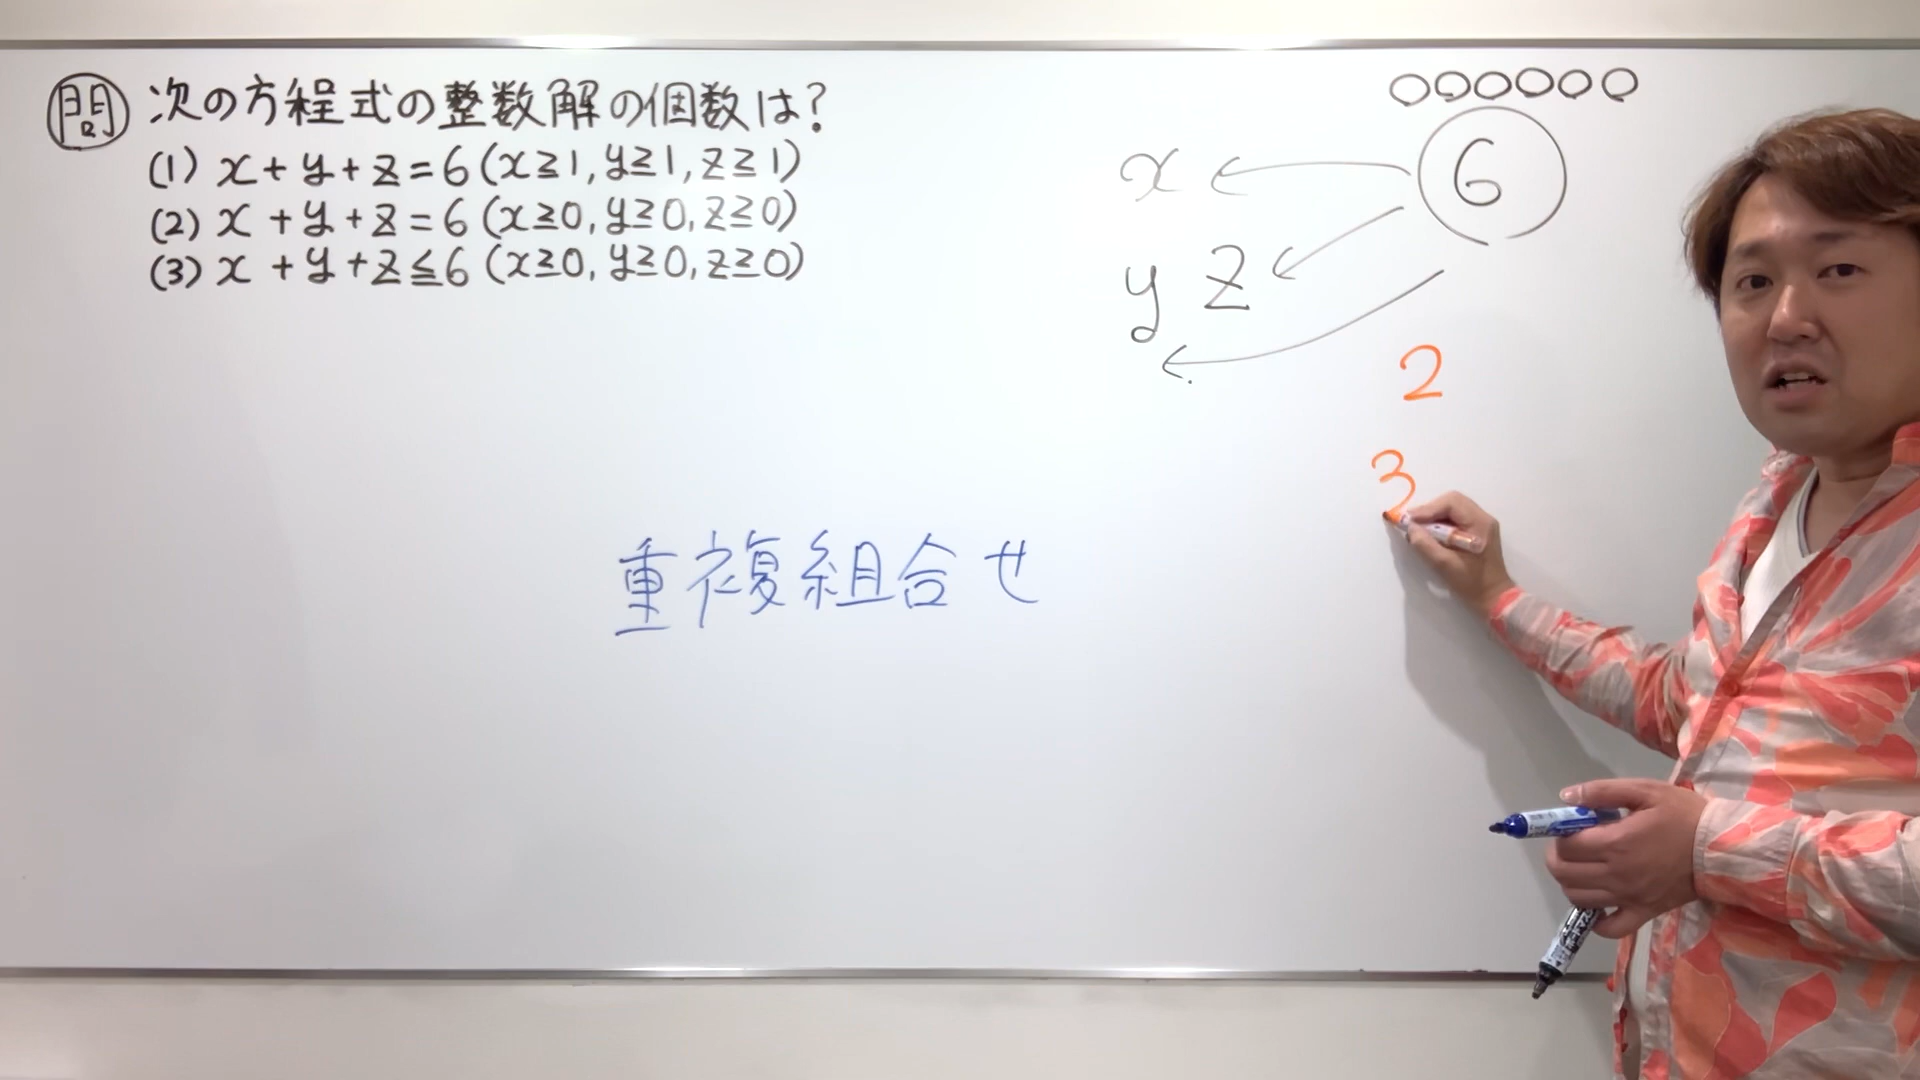 問 次の方程式の整数解の個数は?
(1) x+y+z=6(x≧1,y≧1,z≧1)
(2) x+y+z=6(x≧0,y≧0,z≧0)
(3) x+y+z≦6(x≧0,y≧0,z≧0)
○○○○○○
x
6
y z
2
3
重複組合せ